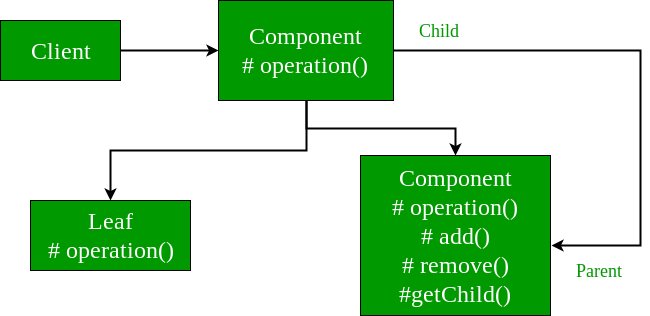 Client
Component
# operation()
Child
Leaf
# operation()
Component
# operation()
# add()
# remove()
#getChild()
Parent